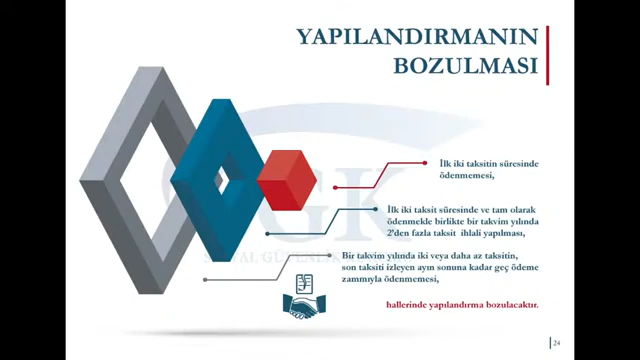 YAPILANDIRMANIN
BOZULMASI
İlk iki taksitin süresinde
ödenmemesi,
İlk iki taksit süresinde ve tam olarak
ödenmekle birlikte bir takvim yılında
2'den fazla taksit ihlali yapılması,
Bir takvim yılında iki veya daha az taksitin,
son taksiti izleyen ayın sonuna kadar geç ödeme
zammıyla ödenmemesi,
hallerinde yapılandırma bozulacaktır.
24